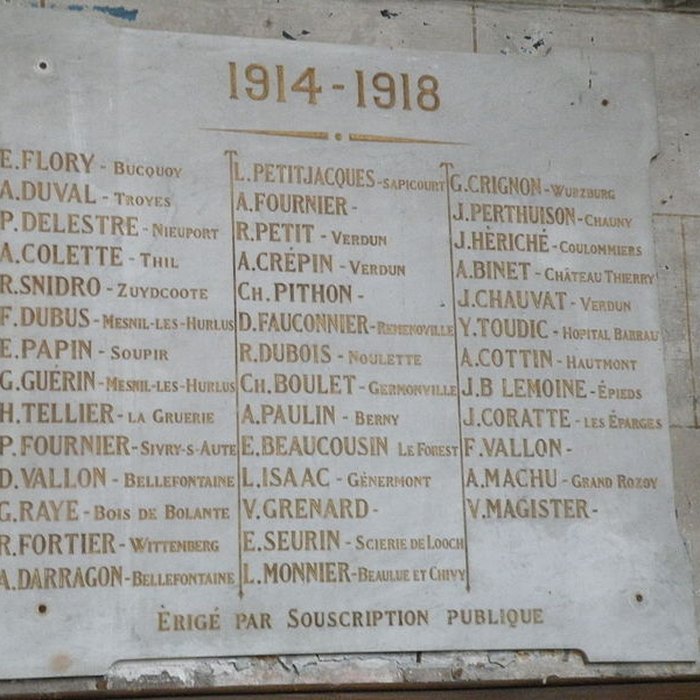 1914-1918
E. FLORY - BUCQUOY
A. DUVAL - TROYES
P. DELESTRE - NIEUPORT
A. COLETTE - THIL
R. SNIDRO - ZUYDCOOTE
F. DUBUS - MESNIL-LES-HURLUS
E. PAPIN - SOUPIR
G. GUÉRIN - MESNIL-LES-HURLUS
H. TELLIER - LA GRUERIE
P. FOURNIER - SIVRY-S-AUTE
D. VALLON - BELLEFONTAINE
G. RAYE - BOIS DE BOLANTE
R. FORTIER - WITTENBERG
A. DARRAGON - BELLEFONTAINE
L. PETITJACQUES - SAPICOURT
A. FOURNIER -
R. PETIT - VERDUN
A. CRÉPIN - VERDUN
CH. PITHON -
D. FAUCONNIER - REMENOVILLE
R. DUBOIS - NOULETTE
CH. BOULET - GERMONVILLE
A. PAULIN - BERNY
E. BEAUCOUSIN LE FOREST
L. ISAAC - GÉNERMONT
V. GRENARD -
E. SEURIN - SCIERIE DE LOOCH
L. MONNIER - BEAULUE ET CHIVY
G. CRIGNON - WURZBURG
J. PERTHUISON - CHAUNY
J. HÈRICHÉ - COULOMMIERS
A. BINET - CHÂTEAU THIERRY
J. CHAUVAT - VERDUN
Y. TOUDIC - HOPITAL BARRAU
A. COTTIN - HAUTMONT
J.B LEMOINE - ÉPIEDS
J. CORATTE - LES ÉPARGES
F. VALLON -
A. MACHU - GRAND ROZOY
V. MAGISTER -
ÈRIGÉ PAR SOUSCRIPTION PUBLIQUE